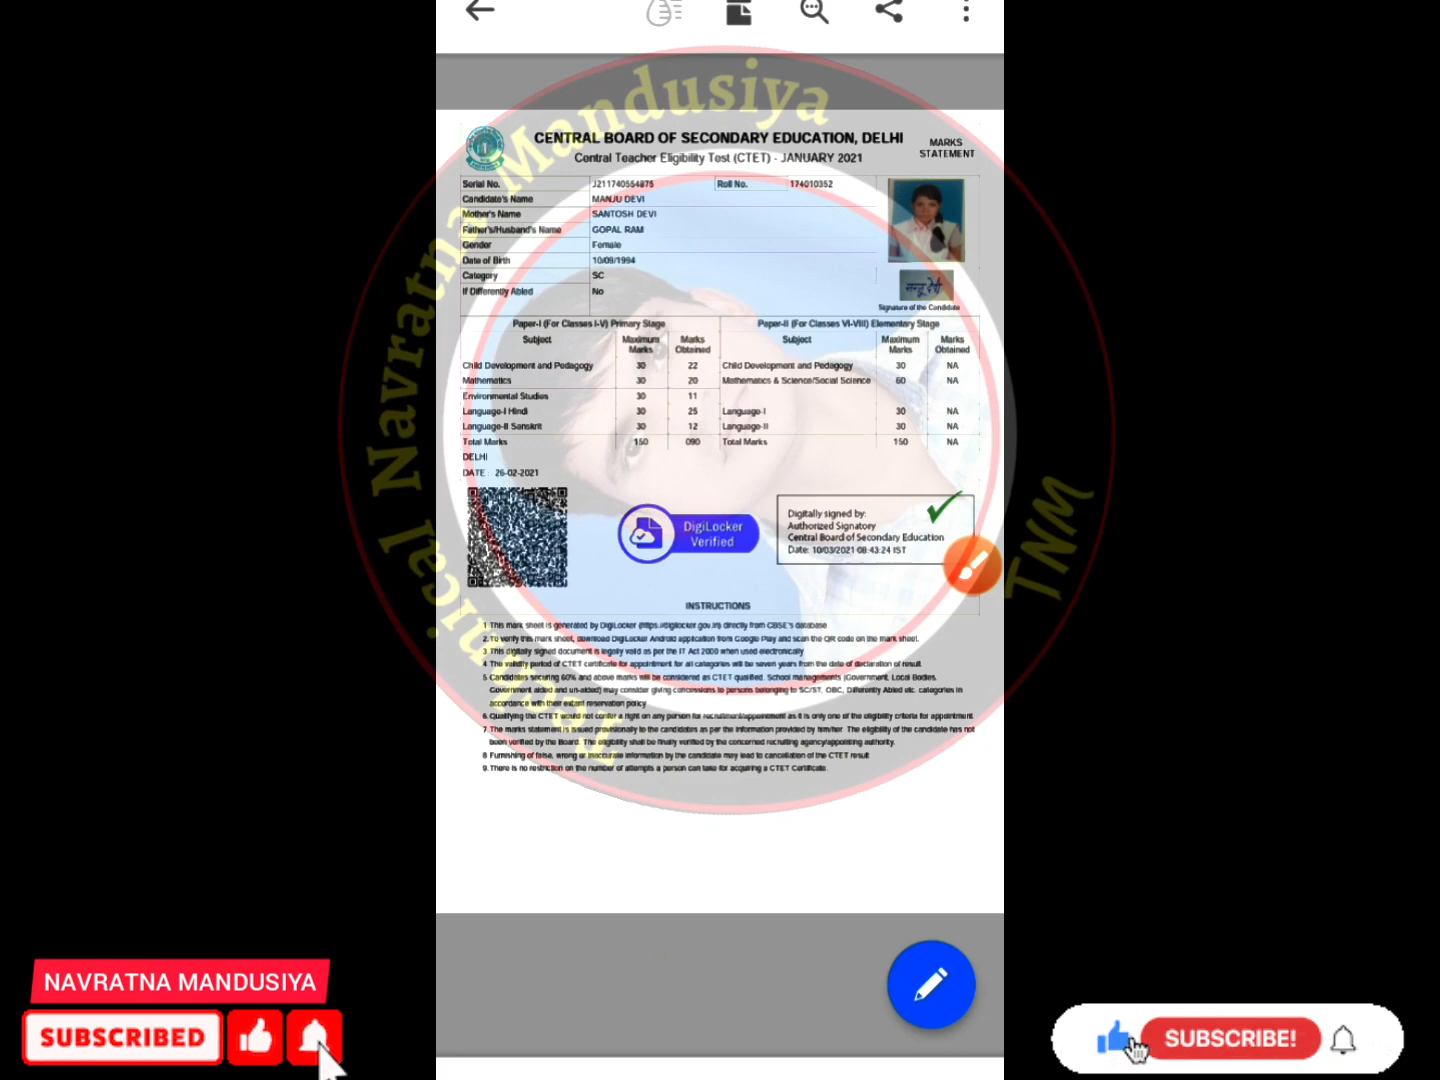 CENTRAL BOARD OF SECONDARY EDUCATION, DELHI
Central Teacher Eligibility Test (CTET) - JANUARY 2021
MARKS
STATEMENT
Serial No. J211740554875 Roll No. 174010352
Candidate's Name MANJU DEVI
Mother's Name SANTOSH DEVI
Father's/Husband's Name GOPAL RAM
Gender Female
Date of Birth 10/09/1994
Category SC
If Differently Abled No
मन्जू देवी
Signature of the Candidate
Paper-I (For Classes I-V) Primary Stage Paper-II (For Classes VI-VIII) Elementary Stage
Subject Maximum Marks Marks Obtained Subject Maximum Marks Marks Obtained
Child Development and Pedagogy 30 22 Child Development and Pedagogy 30 NA
Mathematics 30 20 Mathematics & Science/Social Science 60 NA
Environmental Studies 30 11
Language-I Hindi 30 25 Language-I 30 NA
Language-II Sanskrit 30 12 Language-II 30 NA
Total Marks 150 090 Total Marks 150 NA
DELHI
DATE : 26-02-2021
DigiLocker
Verified
Digitally signed by:
Authorized Signatory
Central Board of Secondary Education
Date: 10/03/2021 08:43:24 IST
INSTRUCTIONS
1 This mark sheet is generated by DigiLocker (https://digilocker.gov.in) directly from CBSE's database
2. To verify this mark sheet, download DigiLocker Android application from Google Play and scan the QR code on the mark sheet.
3 This digitally signed document is legally valid as per the IT Act 2000 when used electronically
4 The validity period of CTET certificate for appointment for all categories will be seven years from the date of declaration of result.
5 Candidates securing 60% and above marks will be considered as CTET qualified. School managements (Government, Local Bodies,
Government aided and un-aided) may consider giving concessions to persons belonging to SC/ST, OBC, Differently Abled etc. categories in
accordance with their extant reservation policy
6. Qualifying the CTET would not confer a right on any person for recruitment/appointment as it is only one of the eligibility criteria for appointment
7 The marks statement is issued provisionally to the candidates as per the information provided by him/her. The eligibility of the candidate has not
been verified by the Board. The eligibility shall be finally verified by the concerned recruiting agency/appointing authority.
8 Furnishing of false, wrong or inaccurate information by the candidate may lead to cancellation of the CTET result
9. There is no restriction on the number of attempts a person can take for acquiring a CTET Certificate.
Technical Navratna Navratna Mandusiya
TNM
NAVRATNA MANDUSIYA
SUBSCRIBED
SUBSCRIBE!